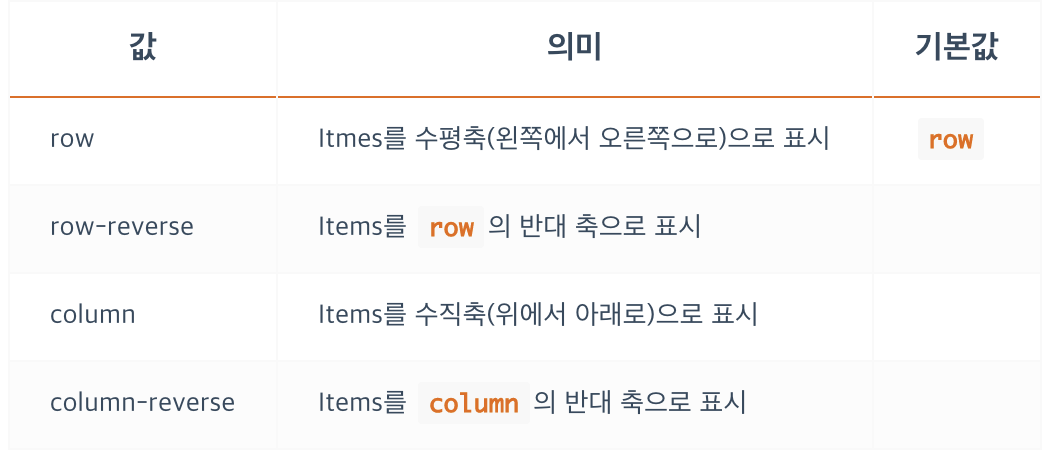 값 의미 기본값
row Itmes를 수평축(왼쪽에서 오른쪽으로)으로 표시 row
row-reverse Items를 row 의 반대 축으로 표시
column Items를 수직축(위에서 아래로)으로 표시
column-reverse Items를 column 의 반대 축으로 표시